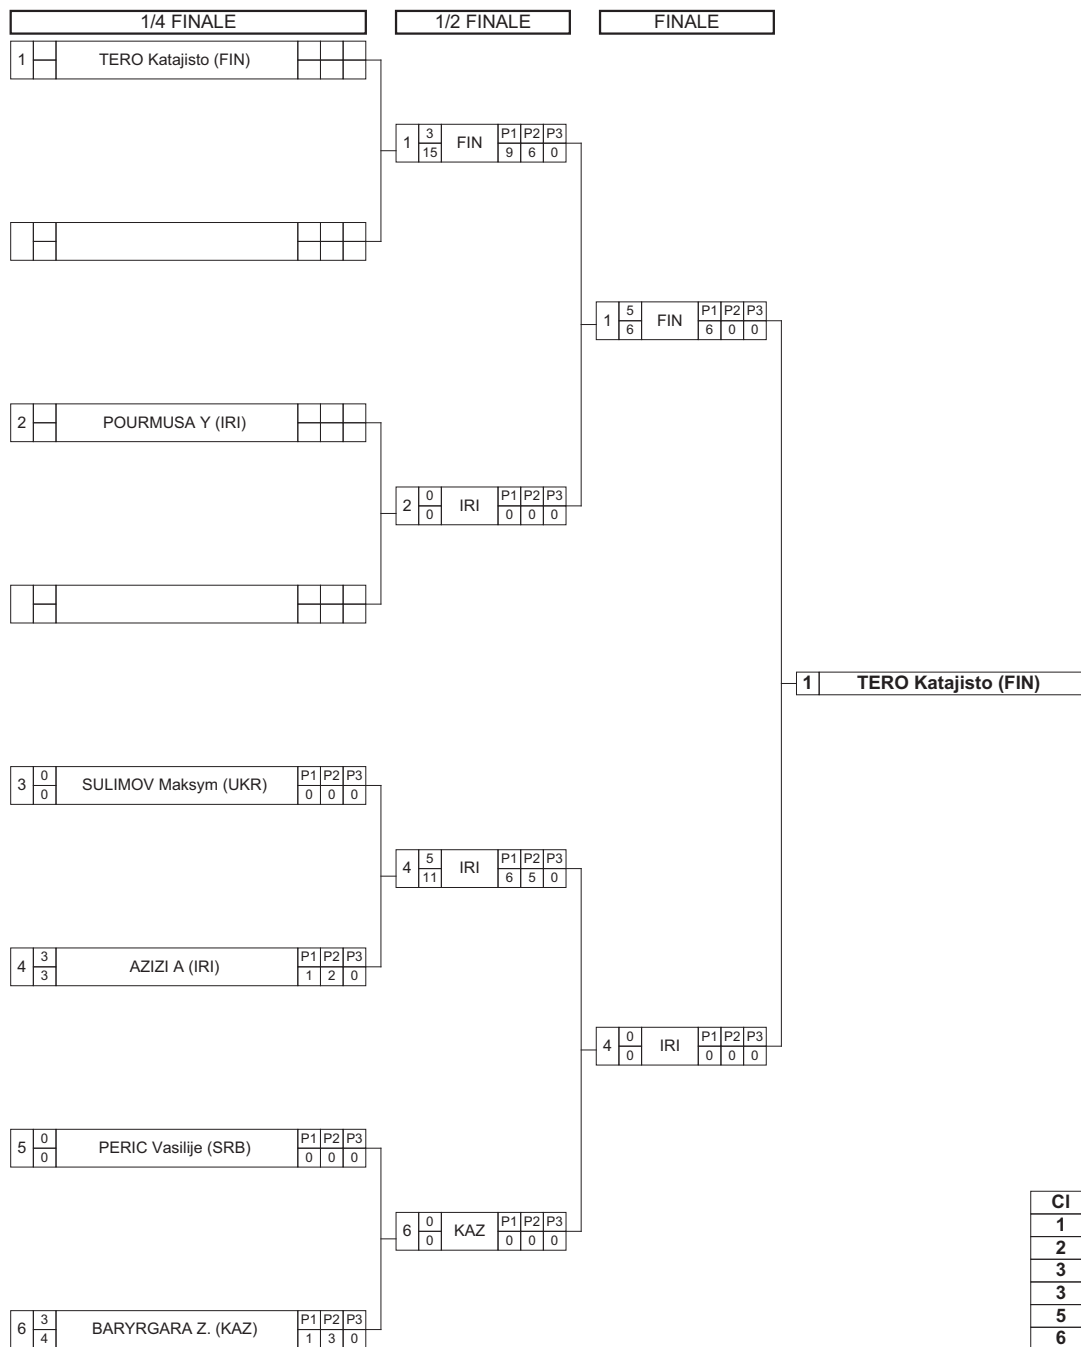 1/4 FINALE 1/2 FINALE FINALE
1 TERO Katajisto (FIN)
1 3 15 FIN P1 P2 P3
9 6 0
1 5 6 FIN P1 P2 P3
6 0 0
2 POURMUSA Y (IRI)
2 0 0 IRI P1 P2 P3
0 0 0
1 TERO Katajisto (FIN)
3 0 0 SULIMOV Maksym (UKR) P1 P2 P3
0 0 0
4 5 11 IRI P1 P2 P3
6 5 0
4 3 3 AZIZI A (IRI) P1 P2 P3
1 2 0
4 0 0 IRI P1 P2 P3
0 0 0
5 0 0 PERIC Vasilije (SRB) P1 P2 P3
0 0 0
6 0 0 KAZ P1 P2 P3
0 0 0
6 3 4 BARYRGARA Z. (KAZ) P1 P2 P3
1 3 0
Cl
1
2
3
3
5
6